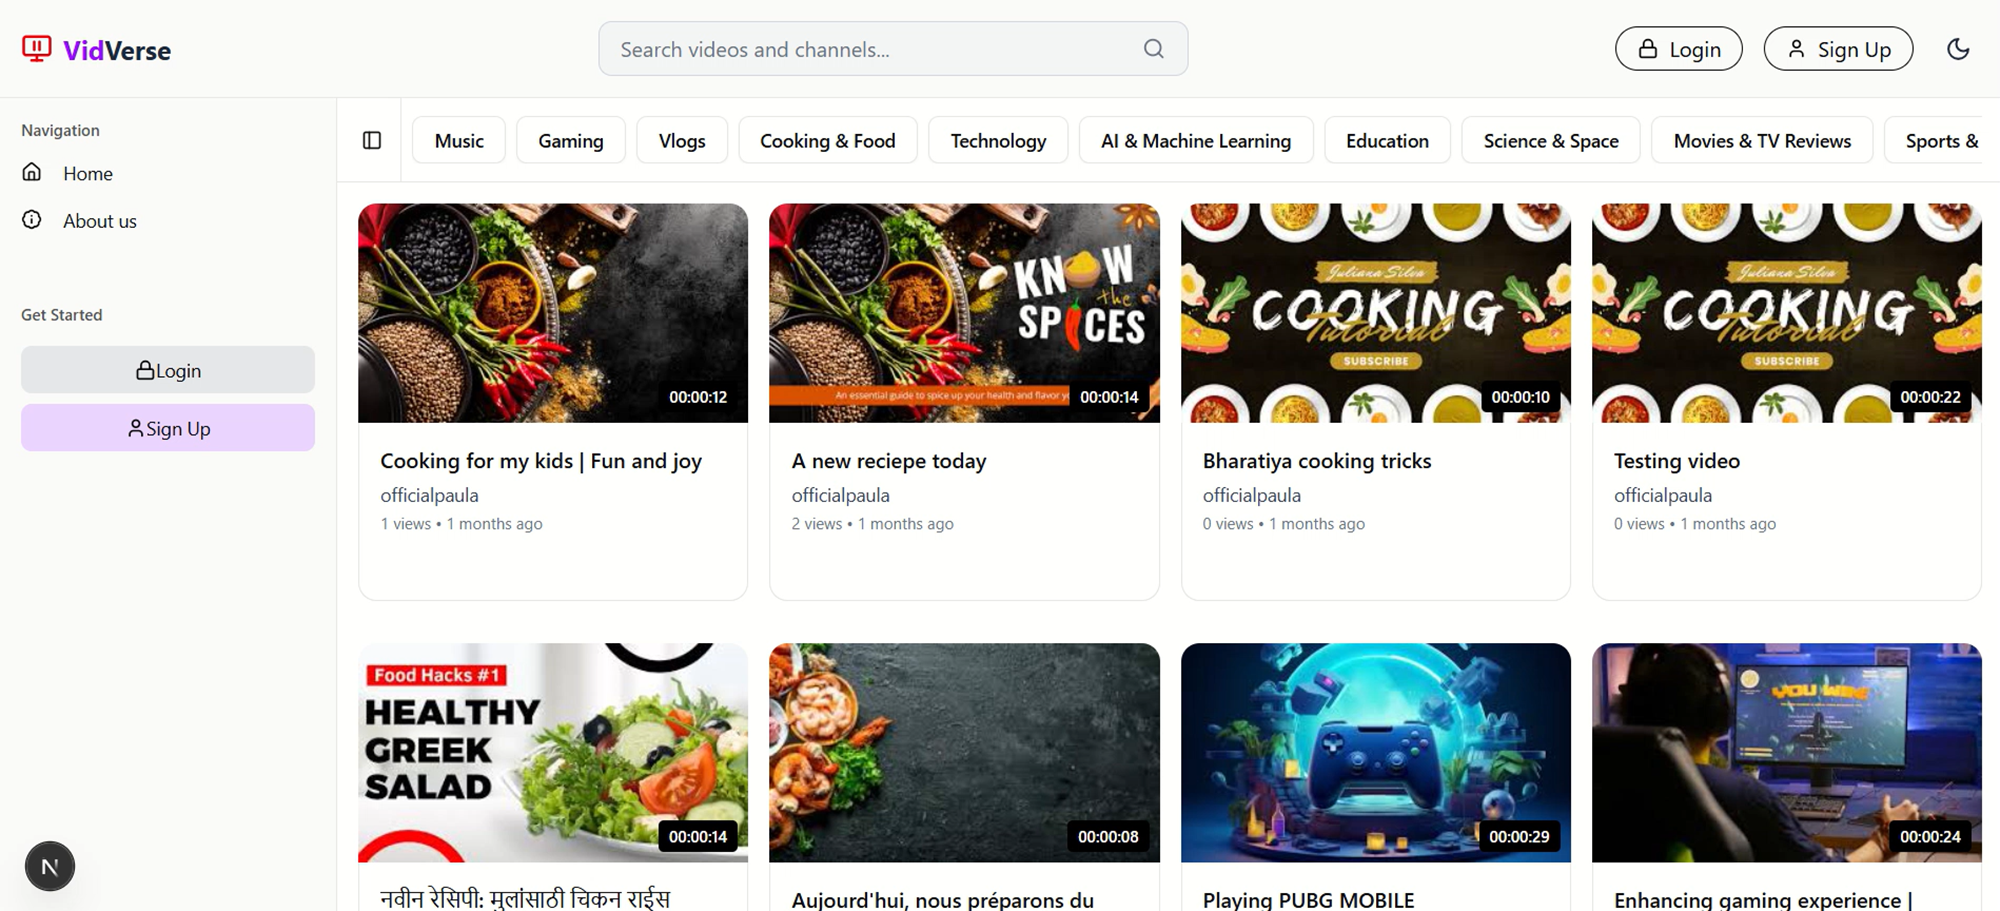 VidVerse
Search videos and channels...
Login
Sign Up
Navigation
Home
About us
Get Started
Login
Sign Up
Music
Gaming
Vlogs
Cooking & Food
Technology
AI & Machine Learning
Education
Science & Space
Movies & TV Reviews
Sports &
00:00:12
Cooking for my kids | Fun and joy
officialpaula
1 views • 1 months ago
KNOW
the
SPICES
An essential guide to spice up your health and flavor
00:00:14
A new reciepe today
officialpaula
2 views • 1 months ago
Juliana Silva
COOKING
Tutorial
SUBSCRIBE
00:00:10
Bharatiya cooking tricks
officialpaula
0 views • 1 months ago
Juliana Silva
COOKING
Tutorial
SUBSCRIBE
00:00:22
Testing video
officialpaula
0 views • 1 months ago
Food Hacks #1
HEALTHY
GREEK
SALAD
00:00:14
नवीन रेसिपी: मुलांसाठी चिकन राईस
00:00:08
Aujourd'hui, nous préparons du
00:00:29
Playing PUBG MOBILE
YOU WIN
00:00:24
Enhancing gaming experience |
N